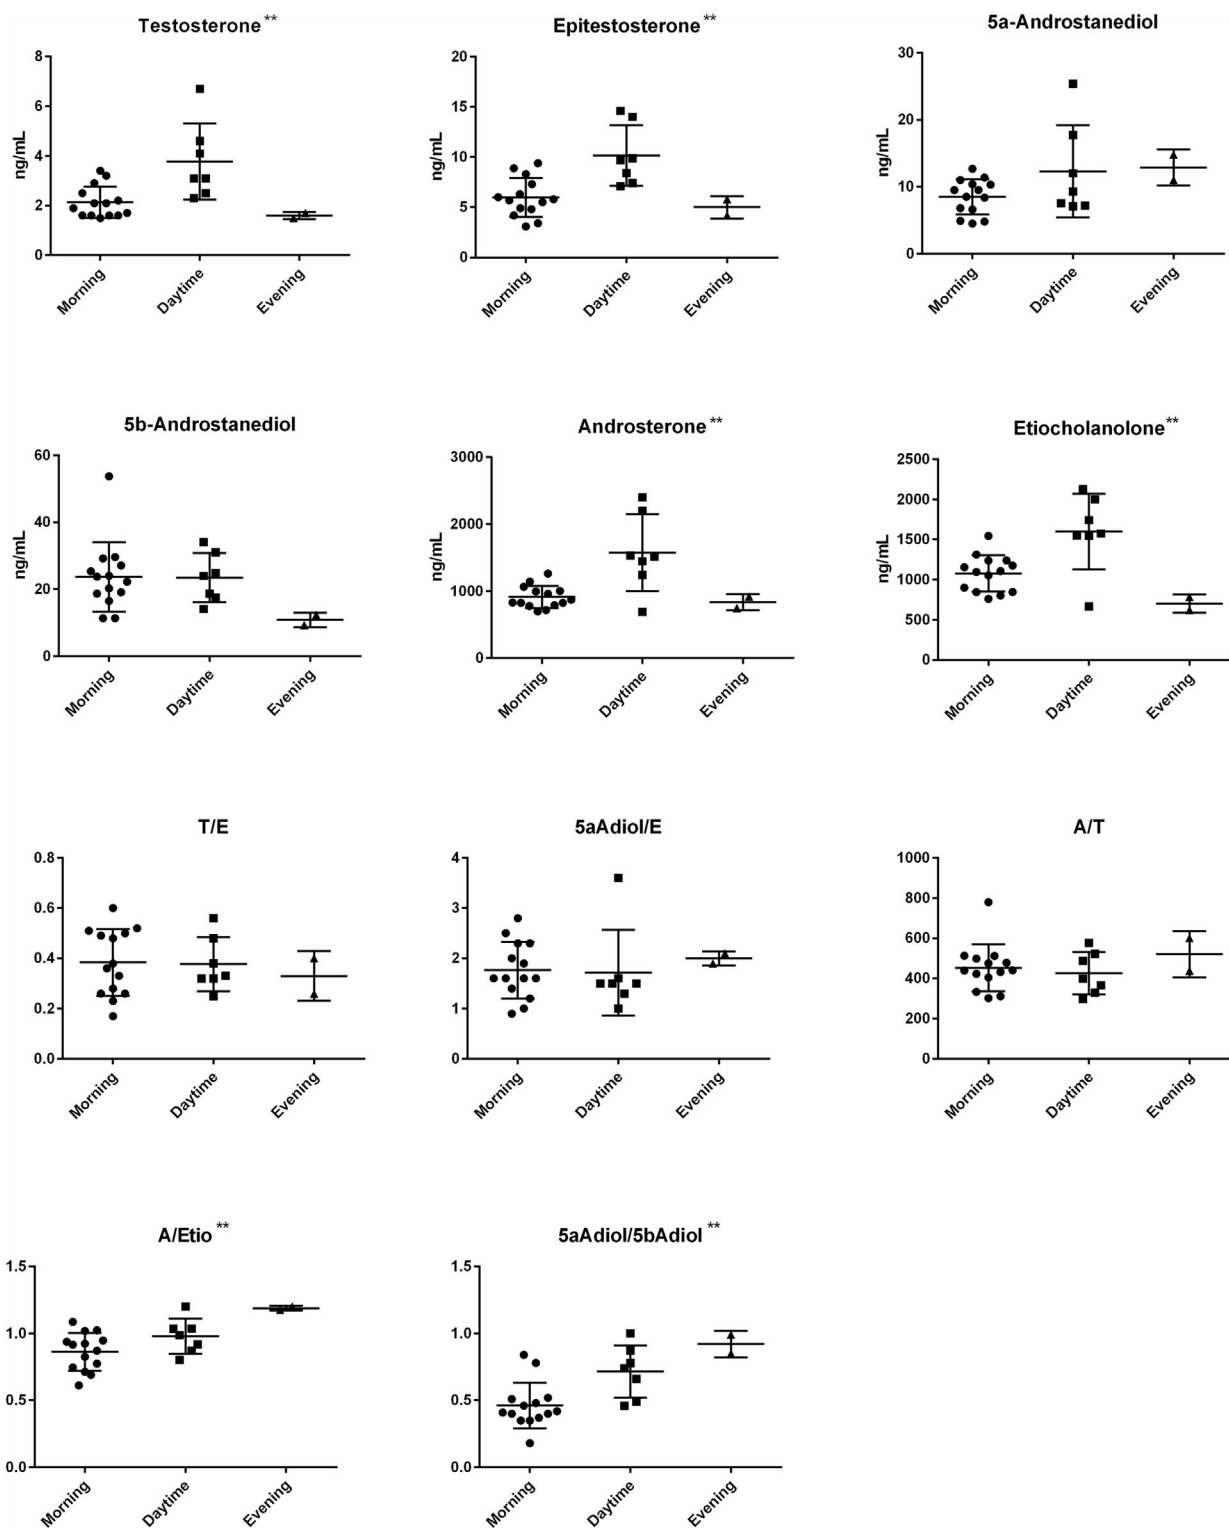 Testosterone **
Epitestosterone **
5a-Androstanediol
8
6
4
2
0
ng/mL
Morning
Daytime
Evening
20
15
10
5
0
ng/mL
Morning
Daytime
Evening
30
20
10
0
ng/mL
Morning
Daytime
Evening
5b-Androstanediol
Androsterone **
Etiocholanolone **
60
40
20
0
ng/mL
Morning
Daytime
Evening
3000
2000
1000
0
ng/mL
Morning
Daytime
Evening
2500
2000
1500
1000
500
0
ng/mL
Morning
Daytime
Evening
T/E
5aAdiol/E
A/T
0.8
0.6
0.4
0.2
0.0
Morning
Daytime
Evening
4
3
2
1
0
Morning
Daytime
Evening
1000
800
600
400
200
0
Morning
Daytime
Evening
A/Etio **
5aAdiol/5bAdiol **
1.5
1.0
0.5
0.0
Morning
Daytime
Evening
1.5
1.0
0.5
0.0
Morning
Daytime
Evening